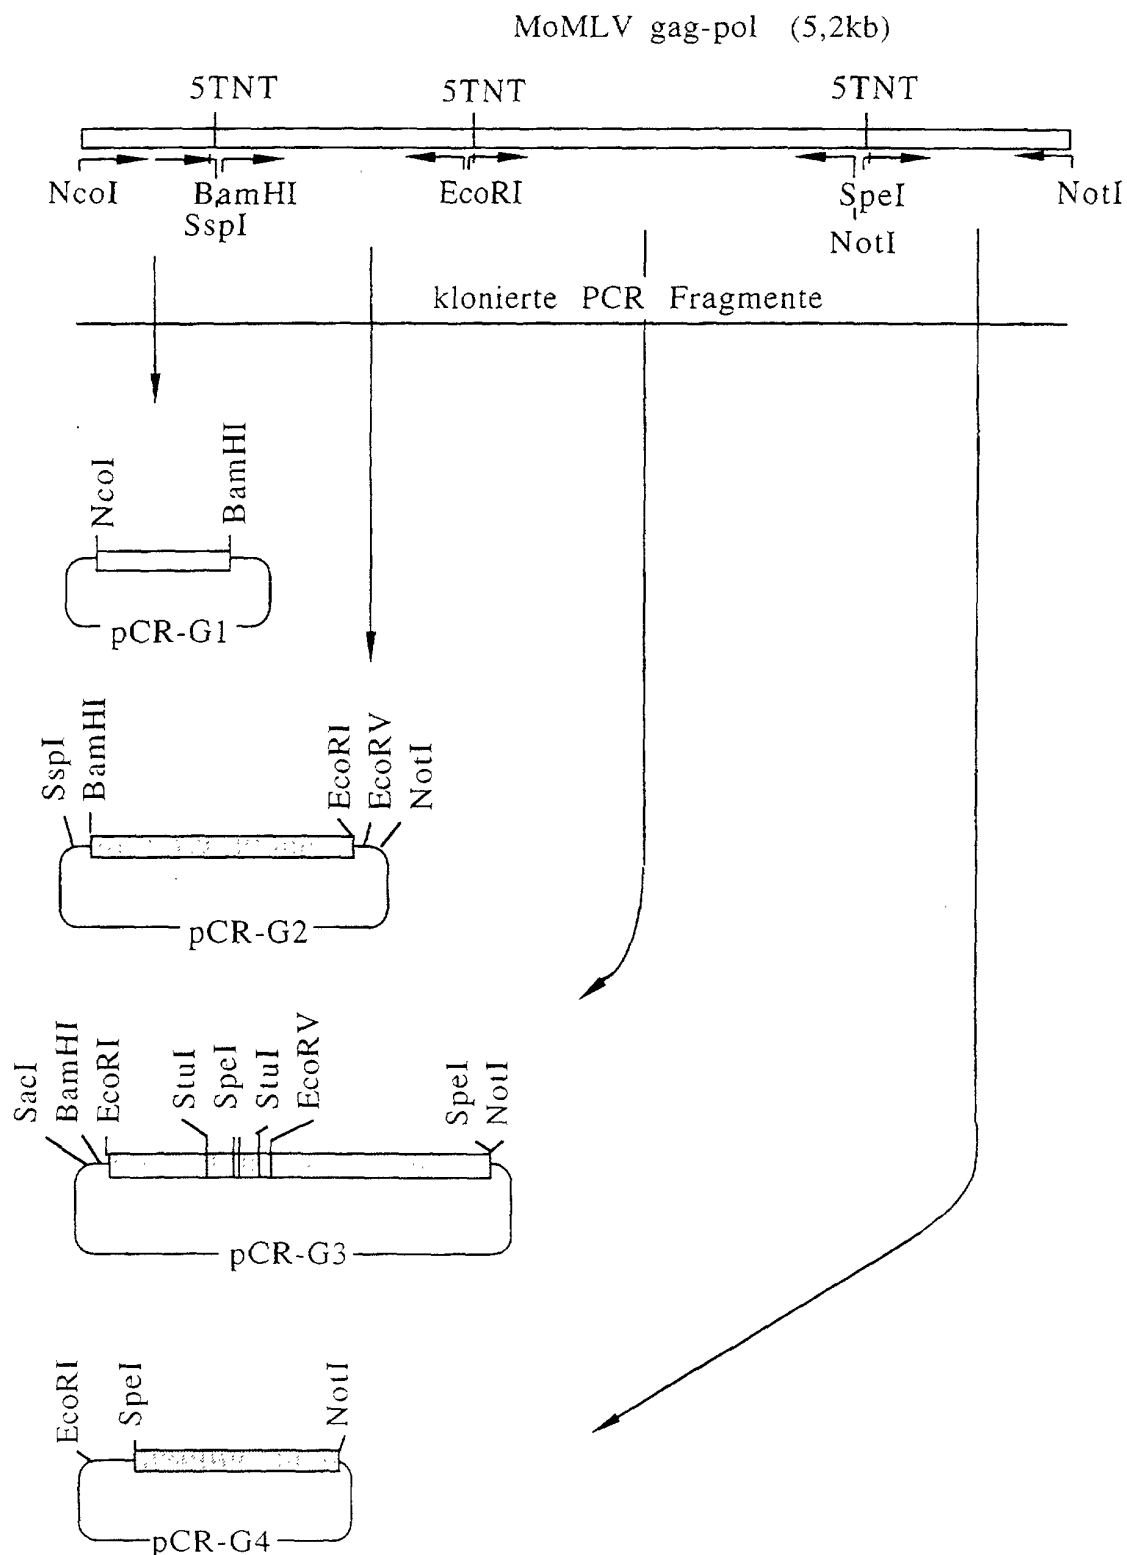 MoMLV gag-pol (5,2kb)
5TNT 5TNT 5TNT
NcoI BamHI EcoRI SpeI NotI
SspI NotI
klonierte PCR Fragmente
NcoI BamHI
pCR-G1
SspI BamHI EcoRI EcoRV NotI
pCR-G2
SacI BamHI EcoRI StuI SpeI StuI EcoRV SpeI NotI
pCR-G3
EcoRI SpeI NotI
pCR-G4